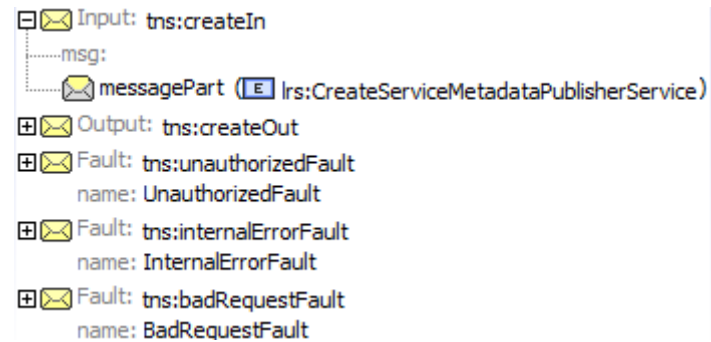 Input: tns:createIn
msg:
messagePart (E lrs:CreateServiceMetadataPublisherService)
Output: tns:createOut
Fault: tns:unauthorizedFault
name: UnauthorizedFault
Fault: tns:internalErrorFault
name: InternalErrorFault
Fault: tns:badRequestFault
name: BadRequestFault